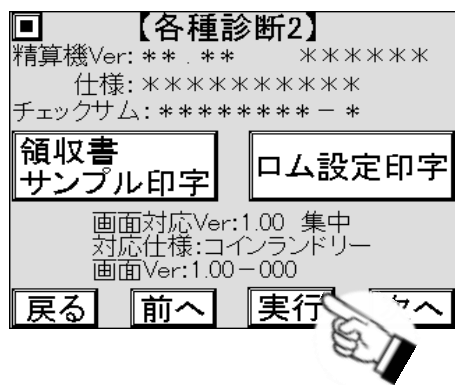 【各種診断2】
精算機Ver:**.** ******
仕様:**********
チェックサム:********－*
領収書
サンプル印字
ロム設定印字
画面対応Ver:1.00 集中
対応仕様:コインランドリー
画面Ver:1.00－000
戻る 前へ 実行 次へ